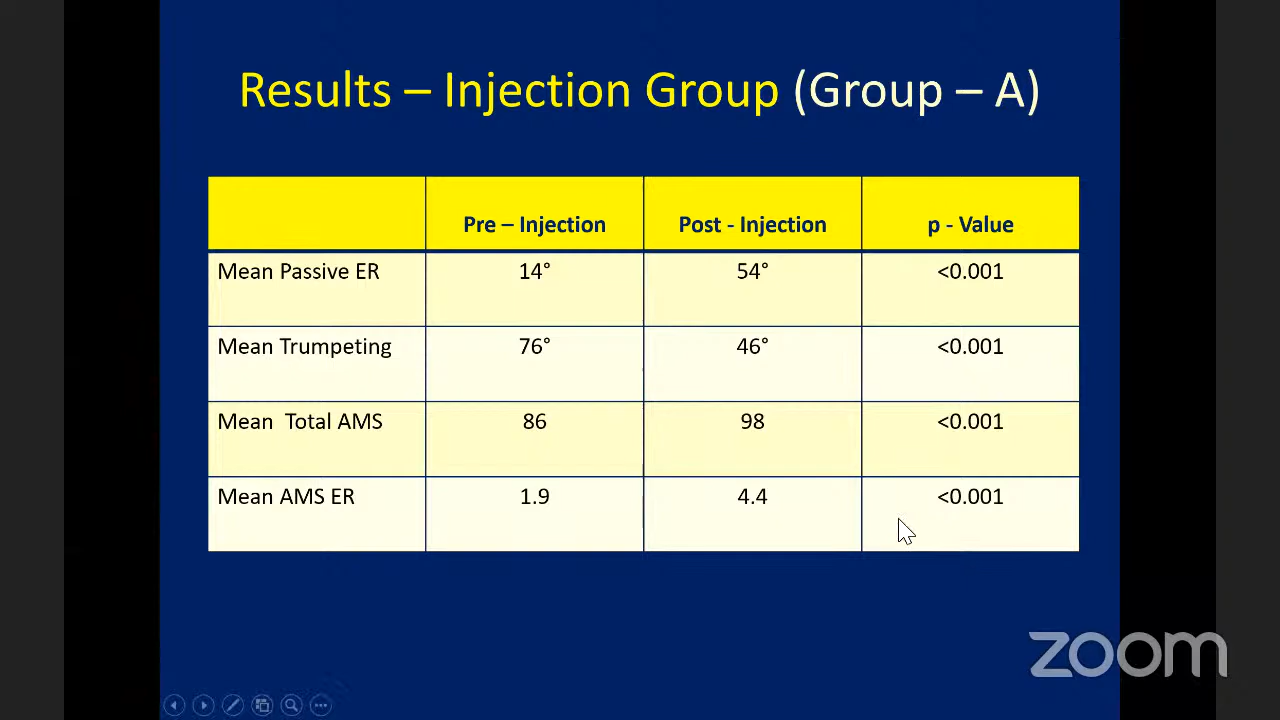 Results – Injection Group (Group – A)
Pre – Injection Post - Injection p - Value
Mean Passive ER 14° 54° <0.001
Mean Trumpeting 76° 46° <0.001
Mean Total AMS 86 98 <0.001
Mean AMS ER 1.9 4.4 <0.001
zoom